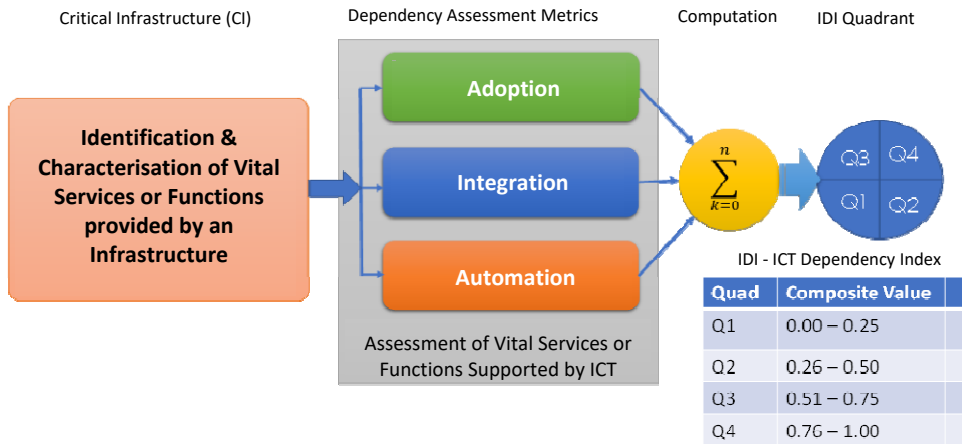 Critical Infrastructure (CI)
Dependency Assessment Metrics
Computation
IDI Quadrant
Identification &
Characterisation of Vital
Services or Functions
provided by an
Infrastructure
Adoption
Integration
Automation
Assessment of Vital Services or
Functions Supported by ICT
n
∑
k=0
Q3 Q4
Q1 Q2
IDI - ICT Dependency Index
Quad Composite Value
Q1 0.00 – 0.25
Q2 0.26 – 0.50
Q3 0.51 – 0.75
Q4 0.76 – 1.00